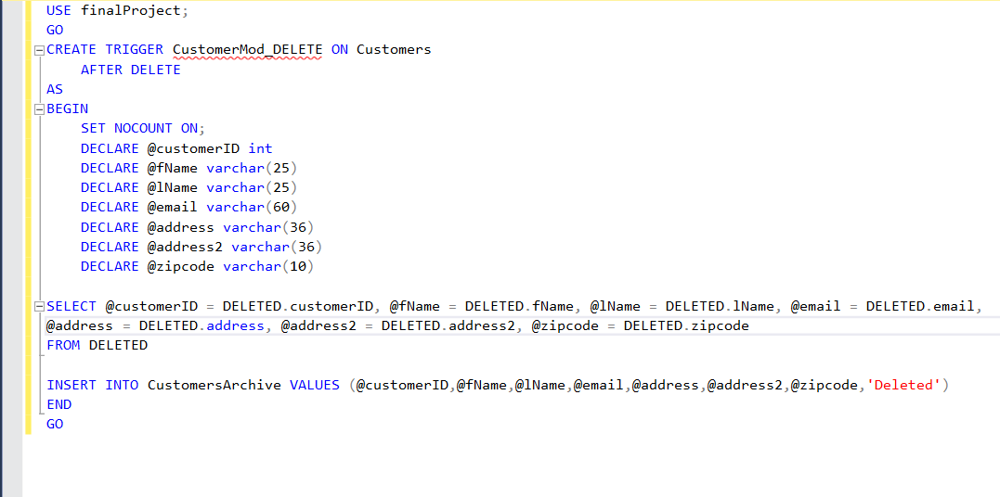 USE finalProject;
GO
CREATE TRIGGER CustomerMod_DELETE ON Customers
    AFTER DELETE
AS
BEGIN
    SET NOCOUNT ON;
    DECLARE @customerID int
    DECLARE @fName varchar(25)
    DECLARE @lName varchar(25)
    DECLARE @email varchar(60)
    DECLARE @address varchar(36)
    DECLARE @address2 varchar(36)
    DECLARE @zipcode varchar(10)
SELECT @customerID = DELETED.customerID, @fName = DELETED.fName, @lName = DELETED.lName, @email = DELETED.email,
@address = DELETED.address, @address2 = DELETED.address2, @zipcode = DELETED.zipcode
FROM DELETED
INSERT INTO CustomersArchive VALUES (@customerID,@fName,@lName,@email,@address,@address2,@zipcode,'Deleted')
END
GO